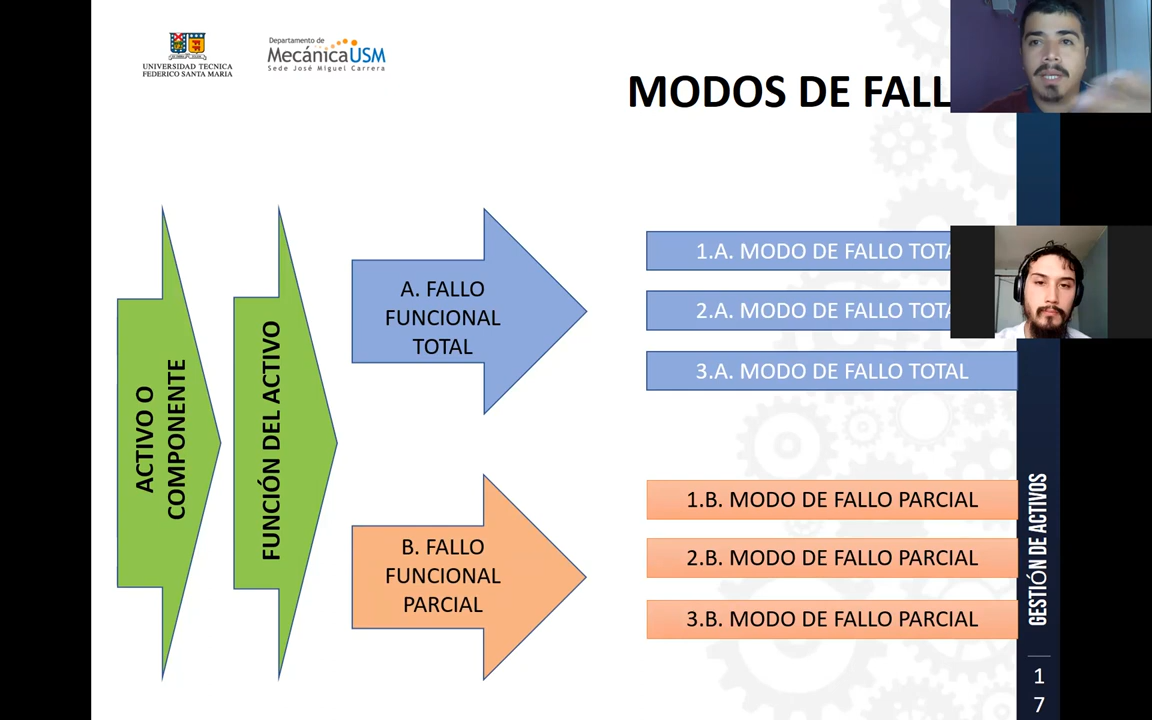 UNIVERSIDAD TECNICA
FEDERICO SANTA MARIA
Departamento de
MecánicaUSM
Sede José Miguel Carrera
MODOS DE FALL
ACTIVO O
COMPONENTE
FUNCIÓN DEL ACTIVO
A. FALLO
FUNCIONAL
TOTAL
B. FALLO
FUNCIONAL
PARCIAL
1.A. MODO DE FALLO TOTA
2.A. MODO DE FALLO TOTA
3.A. MODO DE FALLO TOTAL
1.B. MODO DE FALLO PARCIAL
2.B. MODO DE FALLO PARCIAL
3.B. MODO DE FALLO PARCIAL
GESTIÓN DE ACTIVOS
1
7